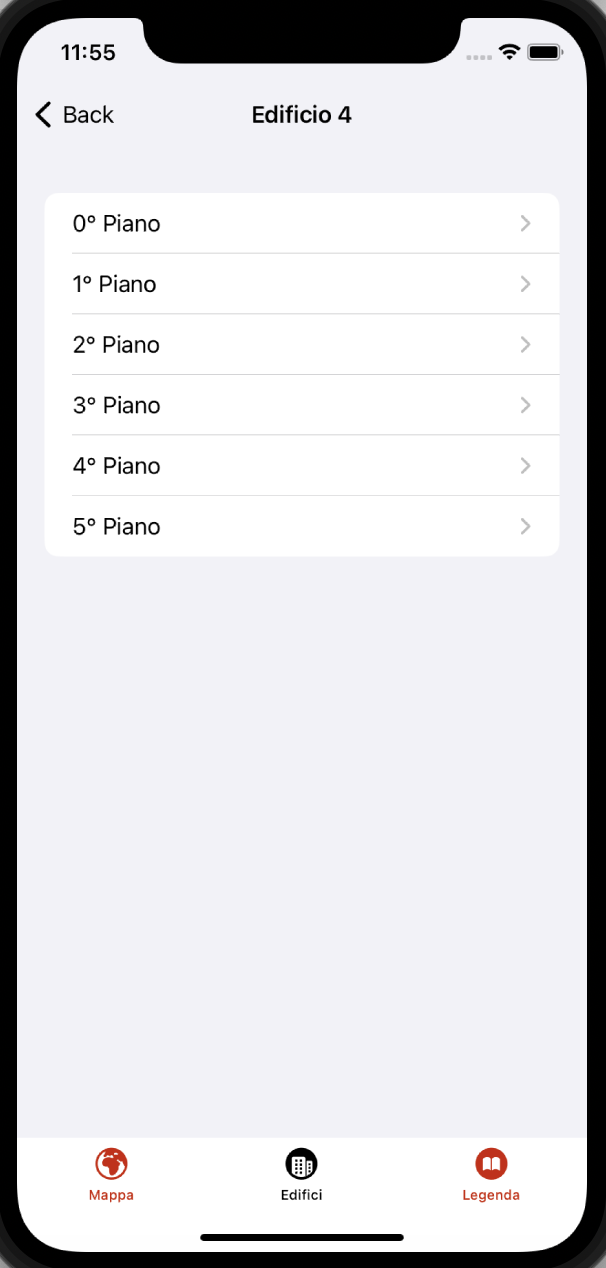 11:55
Back
Edificio 4
0° Piano
1° Piano
2° Piano
3° Piano
4° Piano
5° Piano
Mappa
Edifici
Legenda